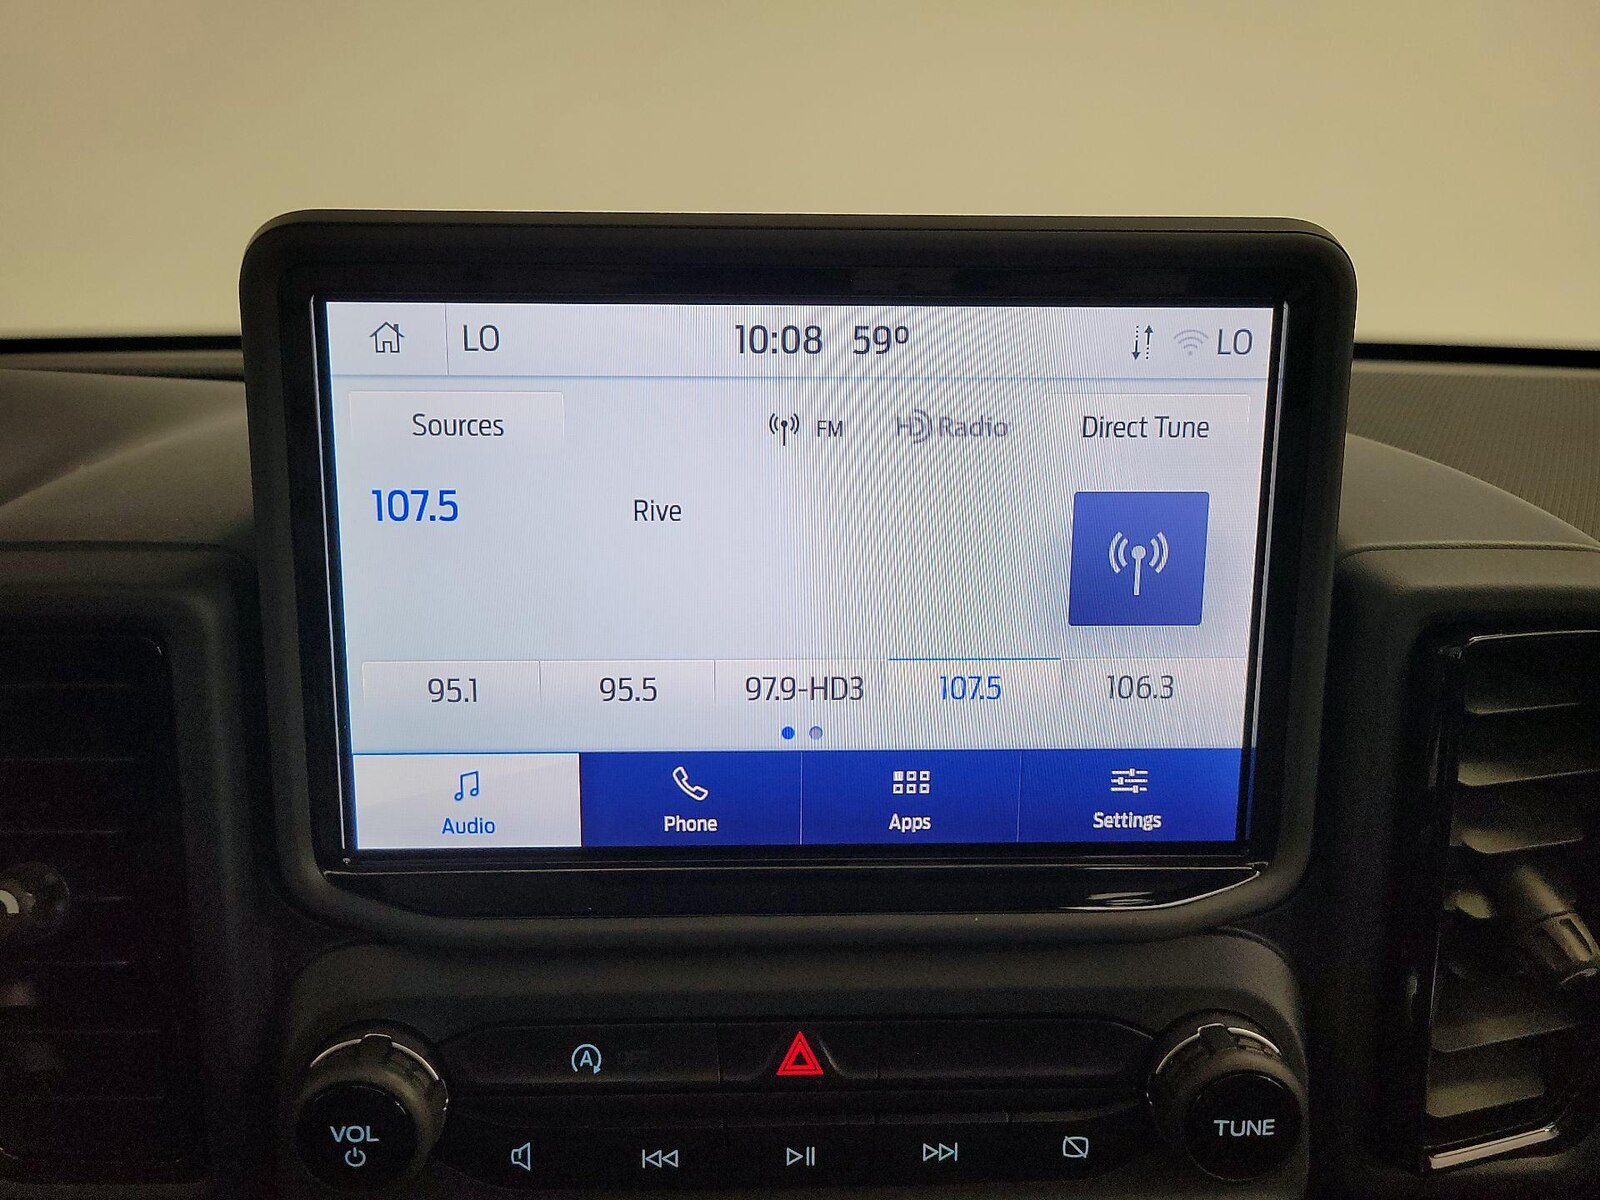 LO 10:08 59° LO
Sources FM HD Radio Direct Tune
107.5 Rive
95.1 95.5 97.9-HD3 107.5 106.3
Audio Phone Apps Settings
A OFF
VOL TUNE